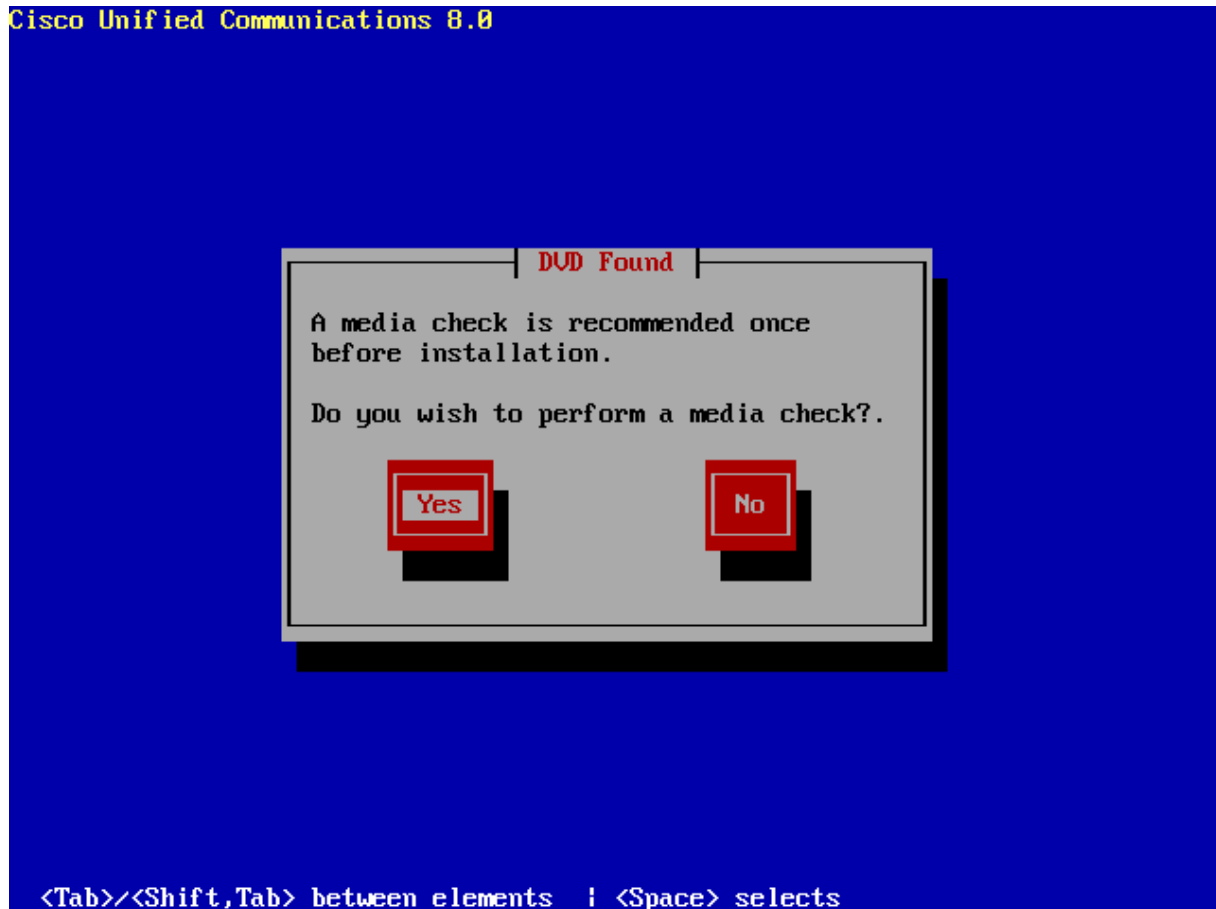 Cisco Unified Communications 8.0
DVD Found
A media check is recommended once
before installation.
Do you wish to perform a media check?.
Yes No
<Tab>/<Shift,Tab> between elements | <Space> selects